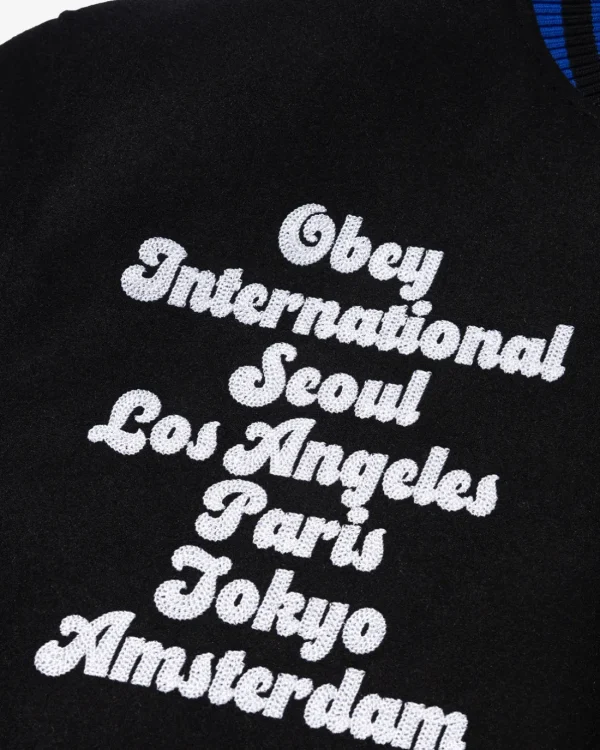 Obey
International
Seoul
Los Angeles
Paris
Tokyo
Amsterdam